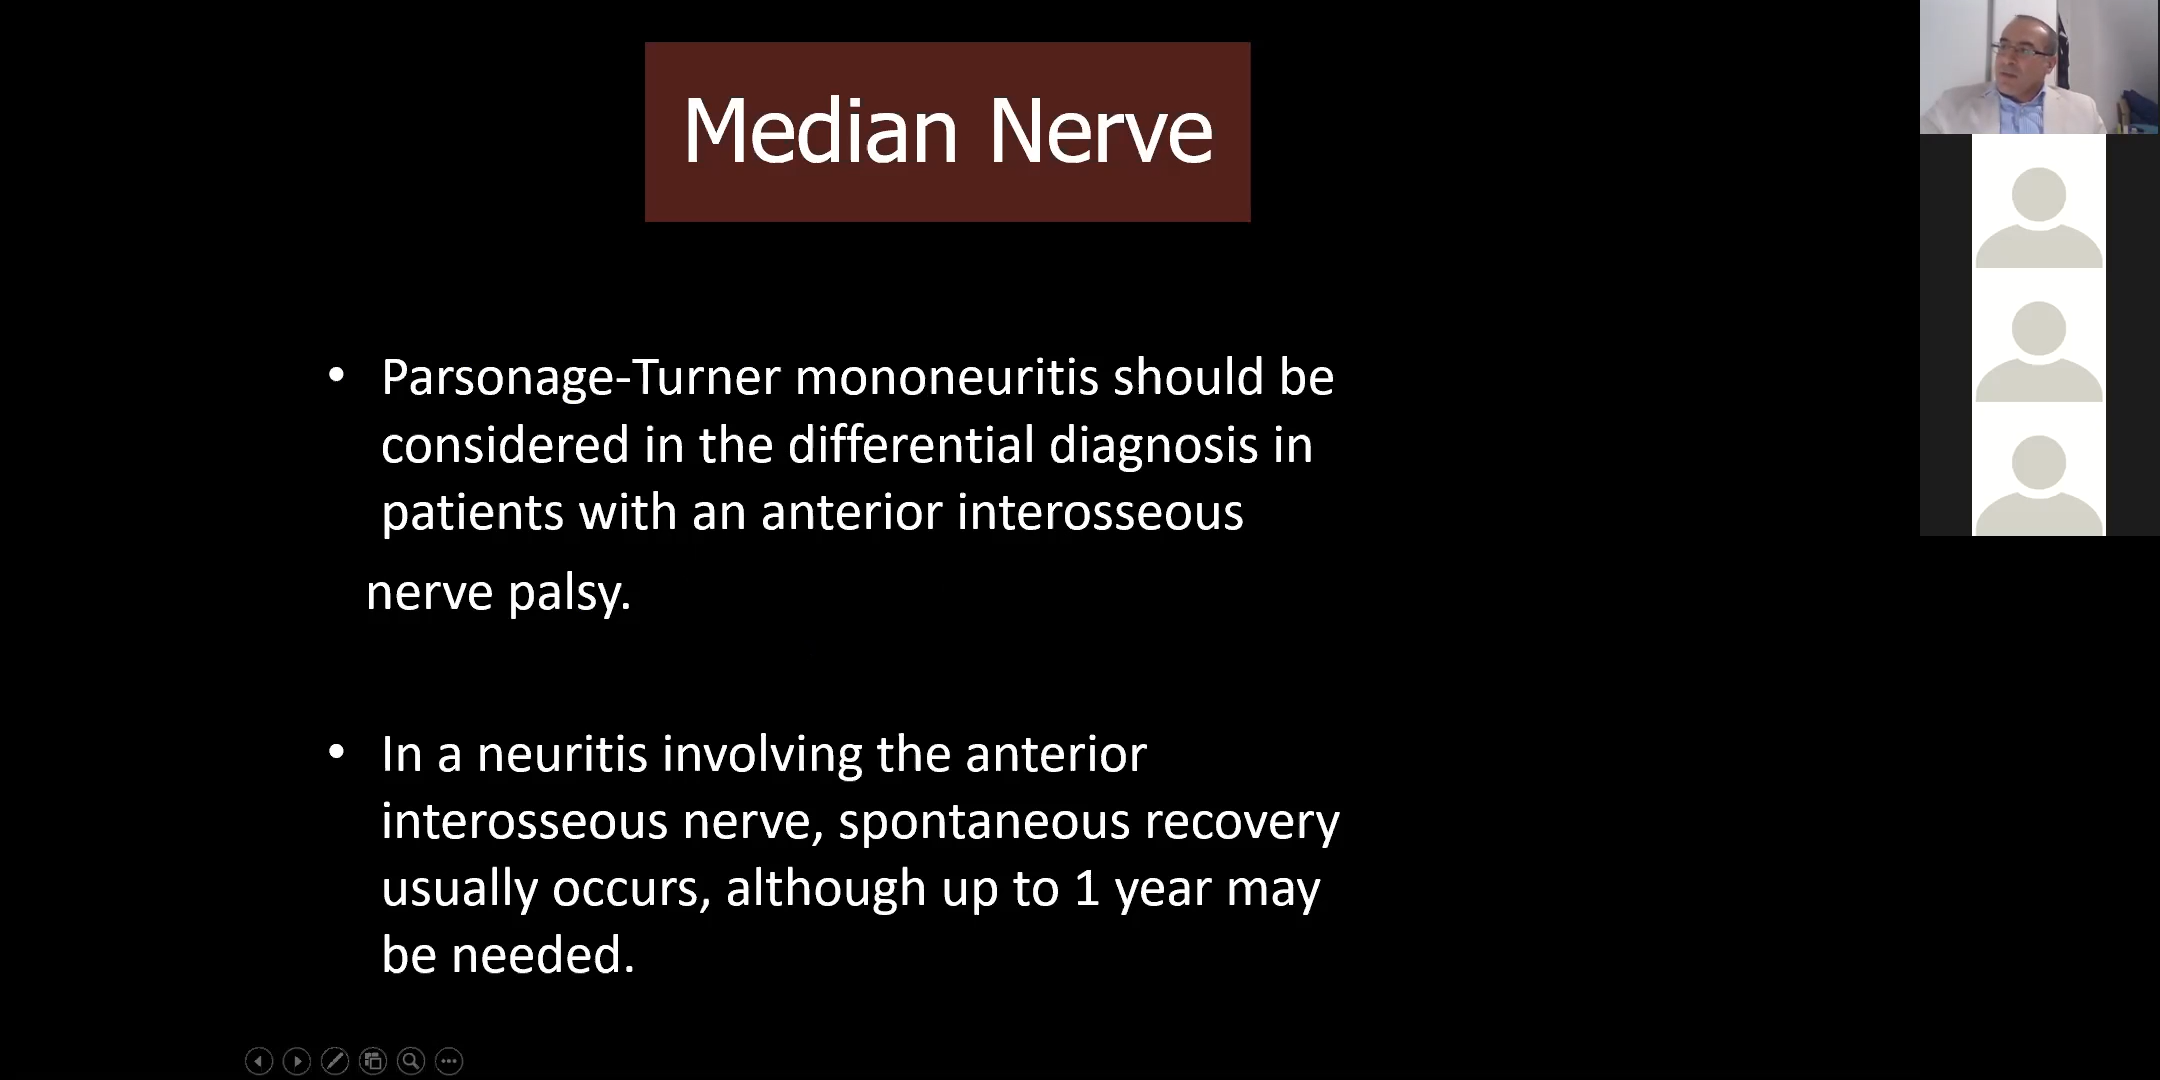 Median Nerve
• Parsonage-Turner mononeuritis should be
considered in the differential diagnosis in
patients with an anterior interosseous
nerve palsy.
• In a neuritis involving the anterior
interosseous nerve, spontaneous recovery
usually occurs, although up to 1 year may
be needed.